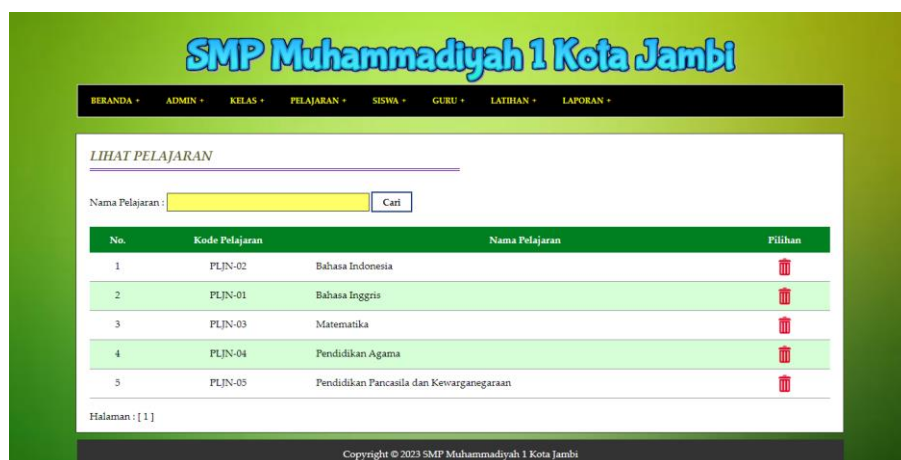 SMP Muhammadiyah 1 Kota Jambi
BERANDA + ADMIN + KELAS + PELAJARAN + SISWA + GURU + LATIHAN + LAPORAN +
LIHAT PELAJARAN
Nama Pelajaran : Cari
No. Kode Pelajaran Nama Pelajaran Pilihan
1 PLJN-02 Bahasa Indonesia
2 PLJN-01 Bahasa Inggris
3 PLJN-03 Matematika
4 PLJN-04 Pendidikan Agama
5 PLJN-05 Pendidikan Pancasila dan Kewarganegaraan
Halaman : [ 1 ]
Copyright © 2023 SMP Muhammadiyah 1 Kota Jambi